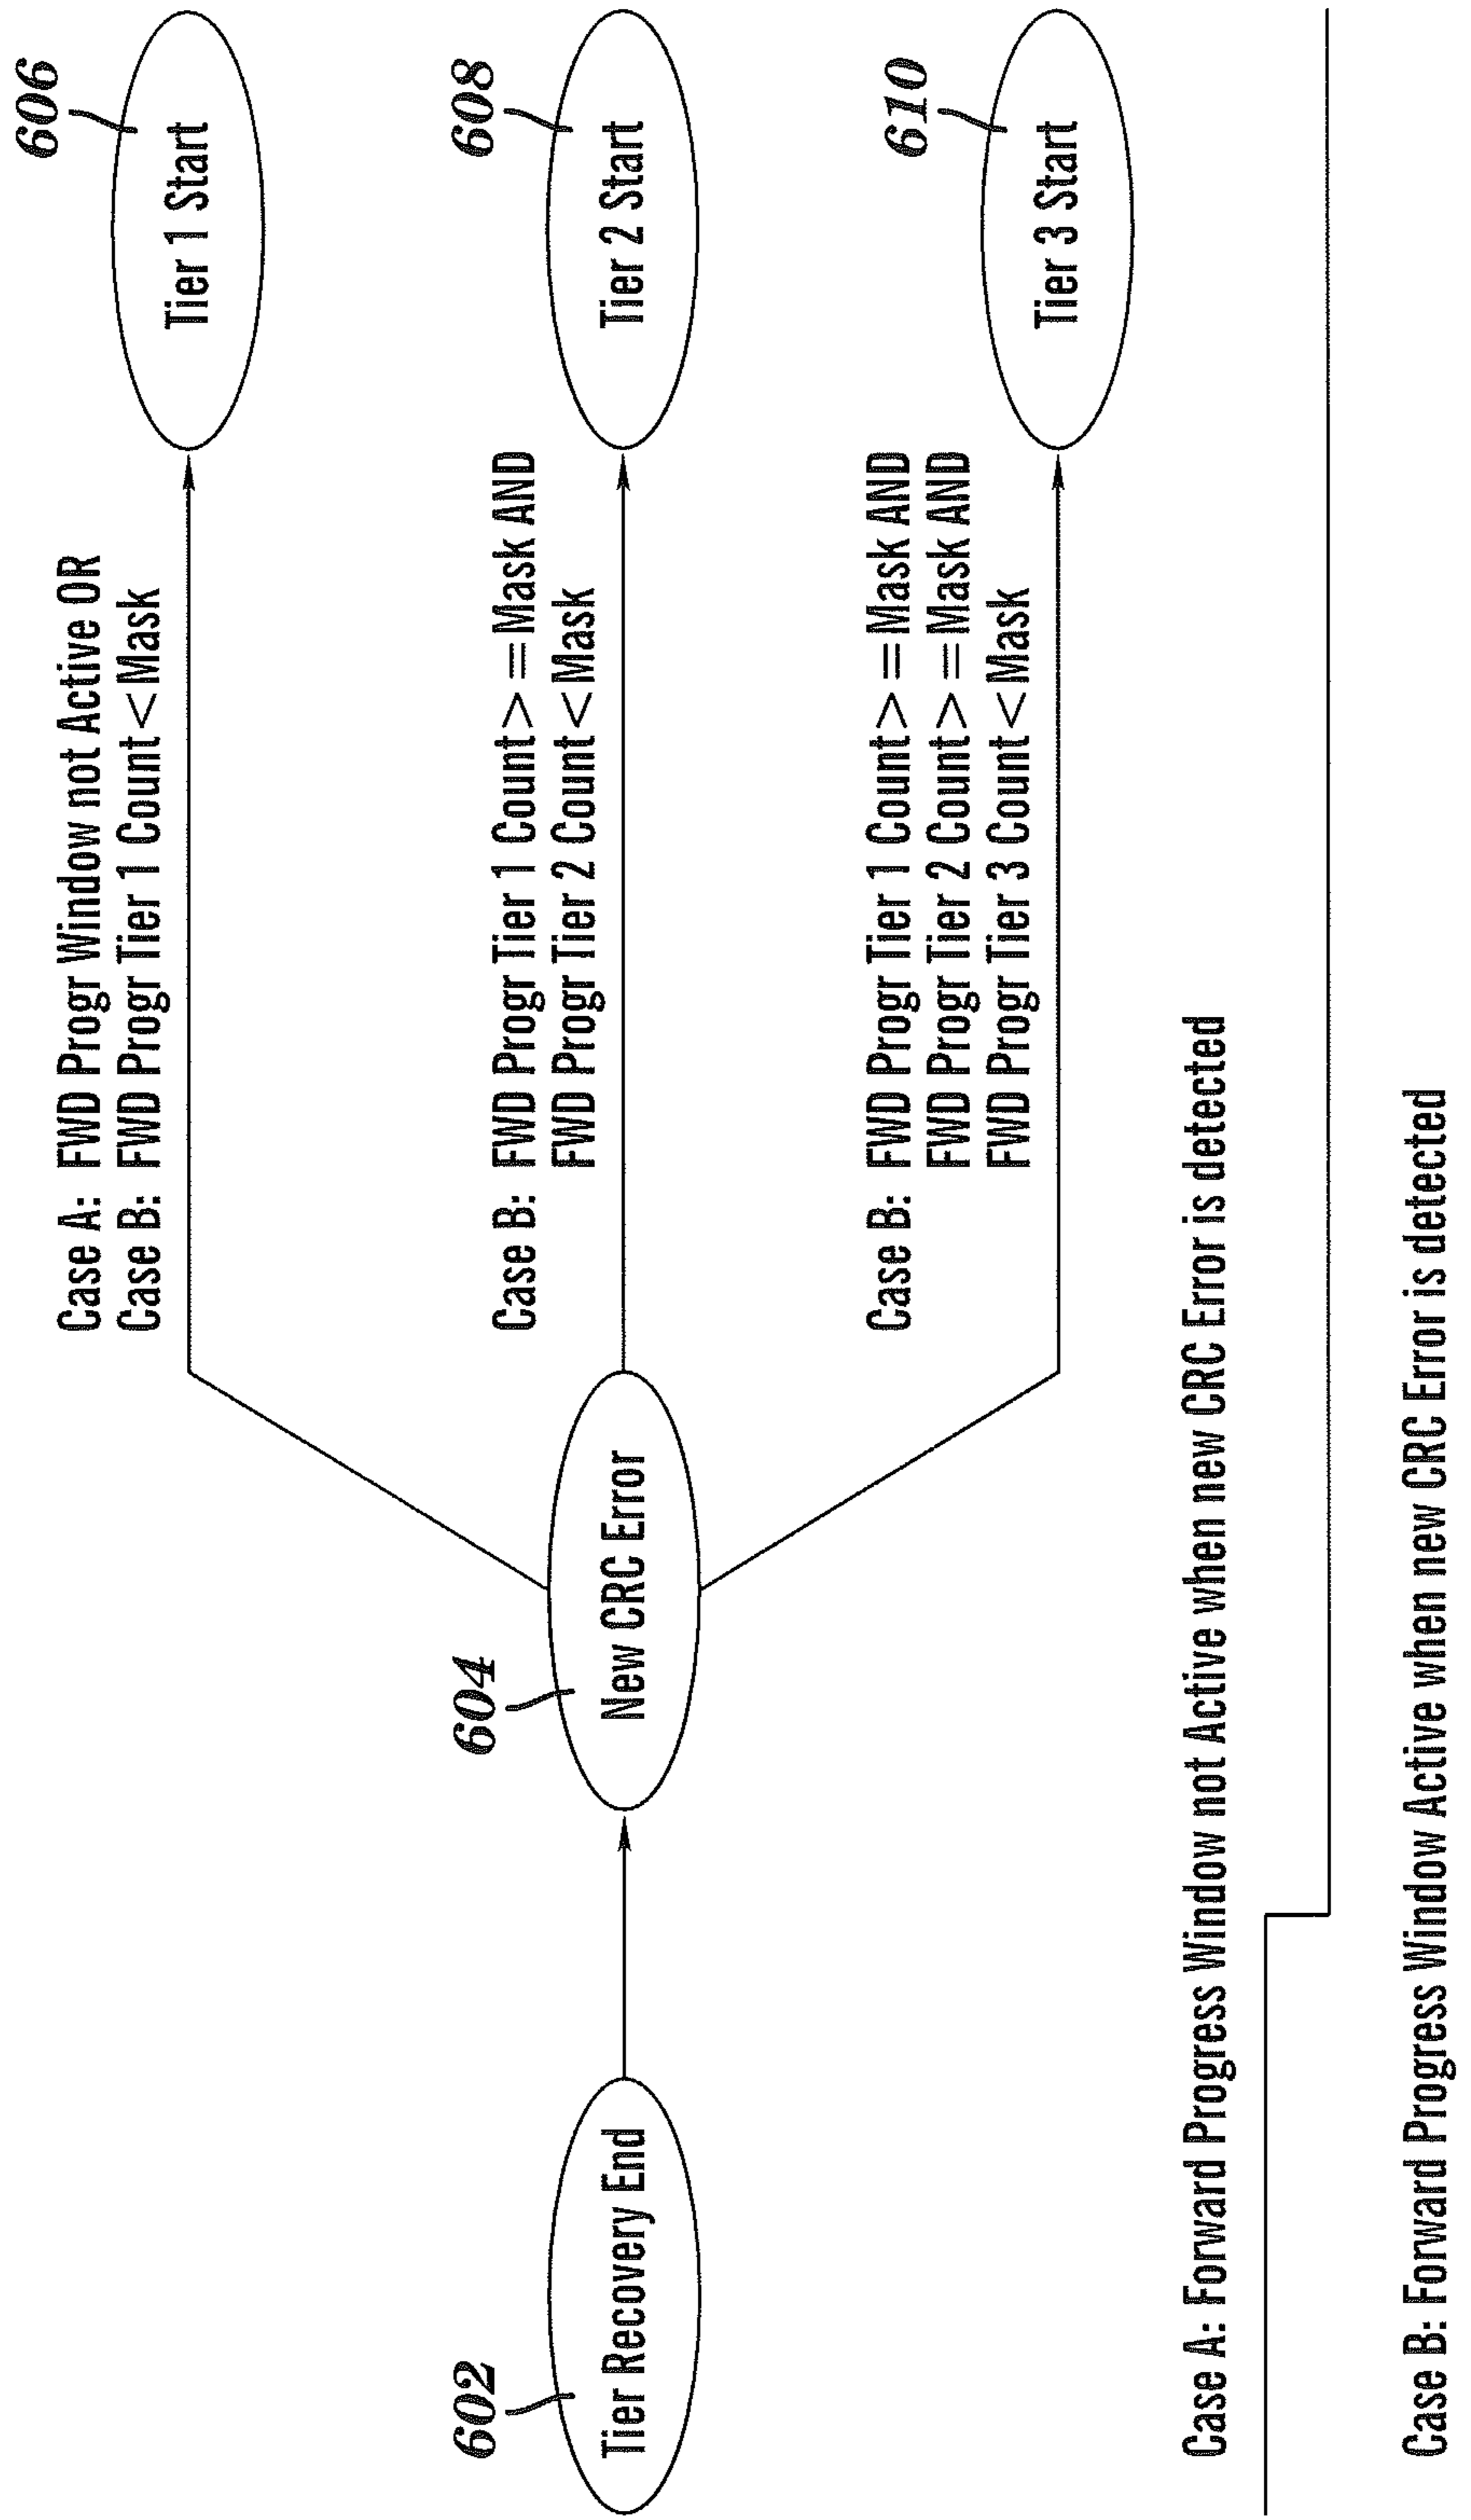 606
Case A: FWD Progr Window not Active OR
Case B: FWD Progr Tier 1 Count<Mask
Tier 1 Start
602
604
608
Case B: FWD Progr Tier 1 Count>=Mask AND
FWD Progr Tier 2 Count<Mask
Tier Recovery End
New CRC Error
Tier 2 Start
610
Case B: FWD Progr Tier 1 Count>=Mask AND
FWD Progr Tier 2 Count>=Mask AND
FWD Progr Tier 3 Count<Mask
Tier 3 Start
Case A: Forward Progress Window not Active when new CRC Error is detected
Case B: Forward Progress Window Active when new CRC Error is detected